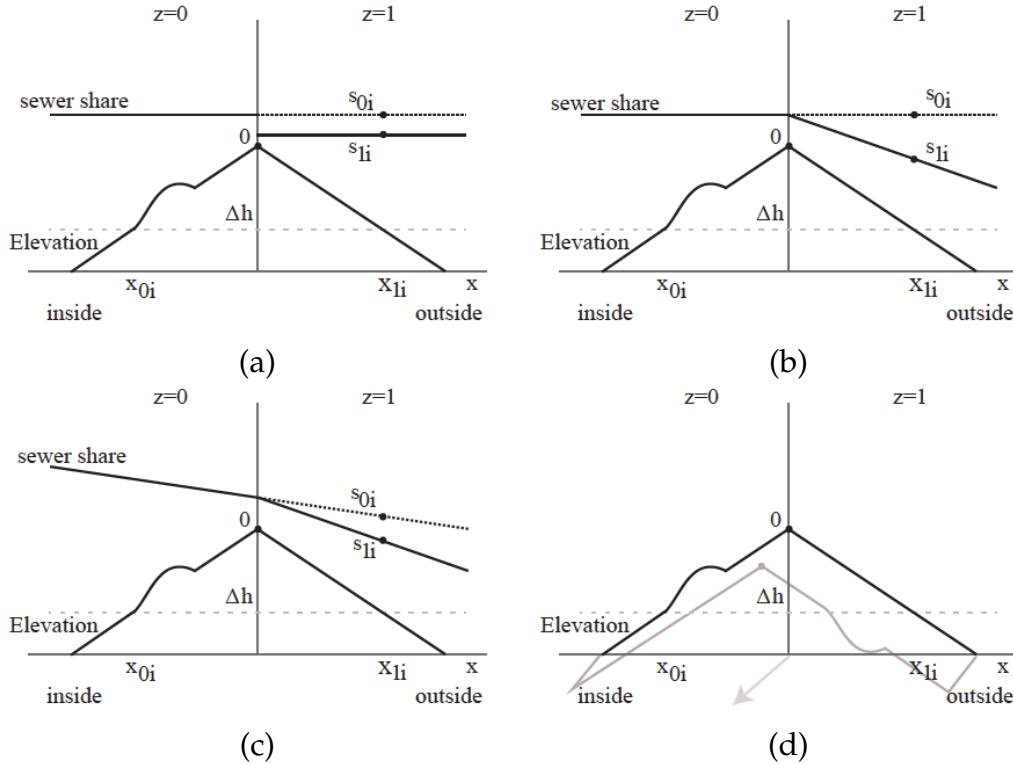 z=0 z=1
sewer share
s0i
0
s1i
Δh
Elevation
x0i x1i x
inside outside
(a)
z=0 z=1
s0i
sewer share
0
s1i
Δh
Elevation
x0i x1i x
inside outside
(b)
z=0 z=1
sewer share
s0i
0
s1i
Δh
Elevation
x0i x1i x
inside outside
(c)
z=0 z=1
0
Δh
Elevation
x0i x1i x
inside outside
(d)